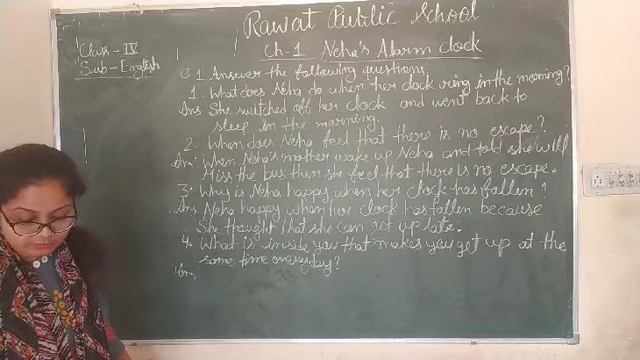 Rawat Public School
Class - IV
Sub - English
Ch-1 Neha's Alarm clock
Q.1 Answer the following questions:
1. What does Neha do when her clock ring in the morning?
Ans She switched off her clock and went back to
sleep in the morning.
2. When does Neha feel that there is no escape?
Ans: When Neha's mother wake up Neha and told she will
Miss the bus then she feel that there is no escape.
3. Why is Neha happy when her clock has fallen?
Ans Neha happy when her clock has fallen because
She thought that she can get up late.
4. What is inside you that makes you get up at the
same time everyday?
Ans: